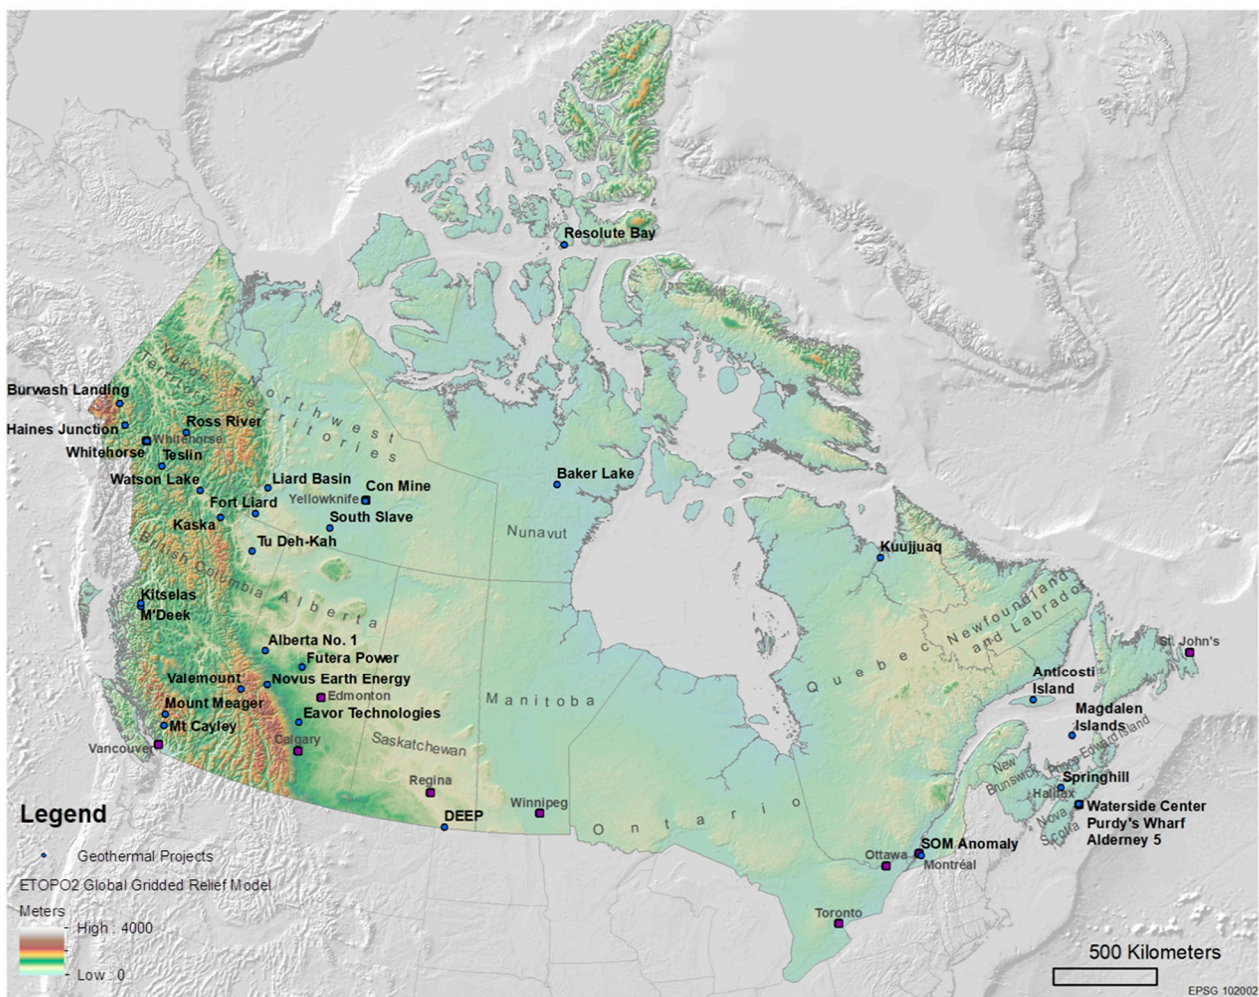 Resolute Bay
Burwash Landing
Yukon
Territory
Haines Junction
Ross River
Whitehorse
Whitehorse
Teslin
Northwest
Territories
Watson Lake
Liard Basin
Con Mine
Yellowknife
Baker Lake
Fort Liard
South Slave
Kaska
Nunavut
Tu Deh-Kah
Kuujjuaq
British Columbia
Alberta
Kitselas
M'Deek
Newfoundland
and Labrador
St. John's
Alberta No. 1
Futera Power
Quebec
Valemount
Novus Earth Energy
Edmonton
Manitoba
Anticosti
Island
Mount Meager
Eavor Technologies
Magdalen
Islands
Mt Cayley
Vancouver
Calgary
Saskatchewan
Prince Edward Island
New
Brunswick
Springhill
Regina
Halifax
Winnipeg
Waterside Center
Purdy's Wharf
Alderney 5
Nova
Scotia
DEEP
Ontario
SOM Anomaly
Ottawa
Montréal
Toronto
Legend
Geothermal Projects
ETOPO2 Global Gridded Relief Model
Meters
High : 4000
Low : 0
500 Kilometers
EPSG 102002